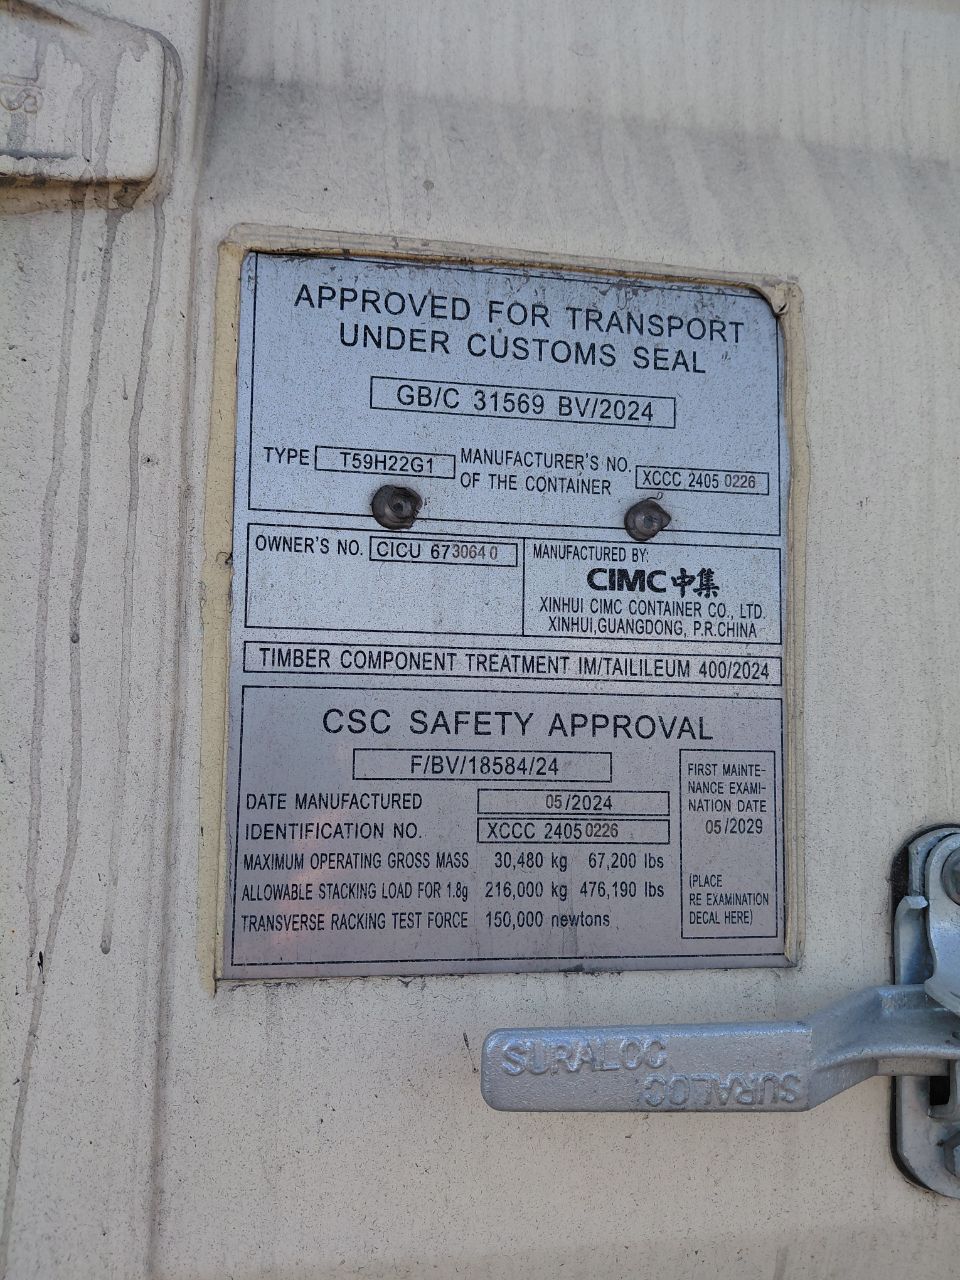 APPROVED FOR TRANSPORT
UNDER CUSTOMS SEAL
GB/C 31569 BV/2024
TYPE T59H22G1
MANUFACTURER'S NO.
OF THE CONTAINER
XCCC 2405 0226
OWNER'S NO. CICU 673064 0
MANUFACTURED BY:
CIMC 中集
XINHUI CIMC CONTAINER CO., LTD.
XINHUI,GUANGDONG, P.R.CHINA
TIMBER COMPONENT TREATMENT IM/TAILILEUM 400/2024
CSC SAFETY APPROVAL
F/BV/18584/24
DATE MANUFACTURED 05/2024
IDENTIFICATION NO. XCCC 2405 0226
MAXIMUM OPERATING GROSS MASS 30,480 kg 67,200 lbs
ALLOWABLE STACKING LOAD FOR 1.8g 216,000 kg 476,190 lbs
TRANSVERSE RACKING TEST FORCE 150,000 newtons
FIRST MAINTE-
NANCE EXAMI-
NATION DATE
05/2029
(PLACE
RE EXAMINATION
DECAL HERE)
SURALOC
SURALOC